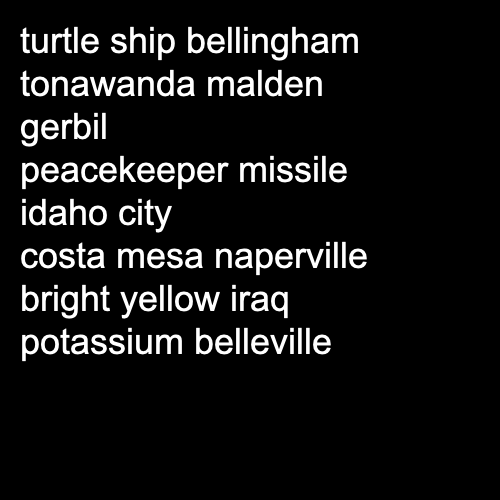 turtle ship bellingham
tonawanda malden
gerbil
peacekeeper missile
idaho city
costa mesa naperville
bright yellow iraq
potassium belleville